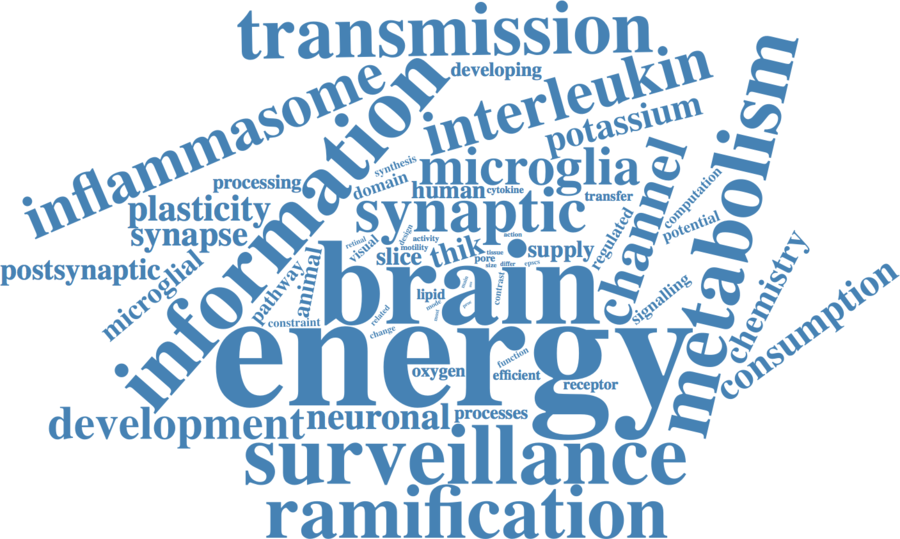 transmission
developing
inflammasome
information
interleukin
potassium
metabolism
synthesis
microglia
channel
processing
domain
human
cytokine
transfer
computation
plasticity
synaptic
regulated
potential
synapse
retinal
visual
design
activity
action
motility
slice
thik
tissue
pore
supply
postsynaptic
microglial
pathway
animal
brain
size
differ
epscs
contrast
signalling
chemistry
consumption
lipid
mode
related
constraint
change
energy
oxygen
function
efficient
receptor
development
neuronal
processes
surveillance
ramification